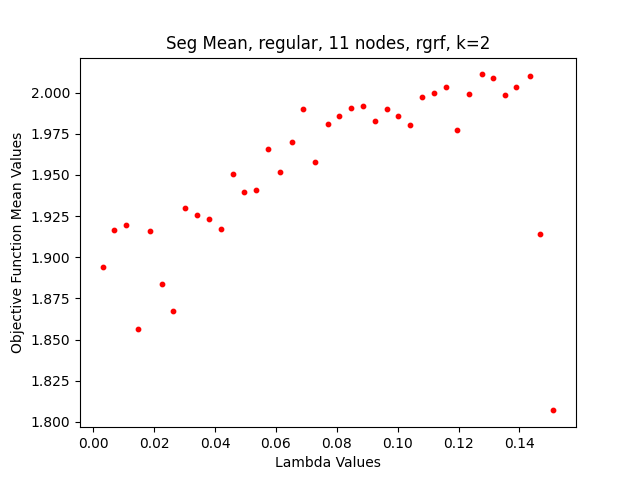 Seg Mean, regular, 11 nodes, rgrf, k=2
2.000
1.975
1.950
1.925
1.900
1.875
1.850
1.825
1.800
Objective Function Mean Values
0.00 0.02 0.04 0.06 0.08 0.10 0.12 0.14
Lambda Values